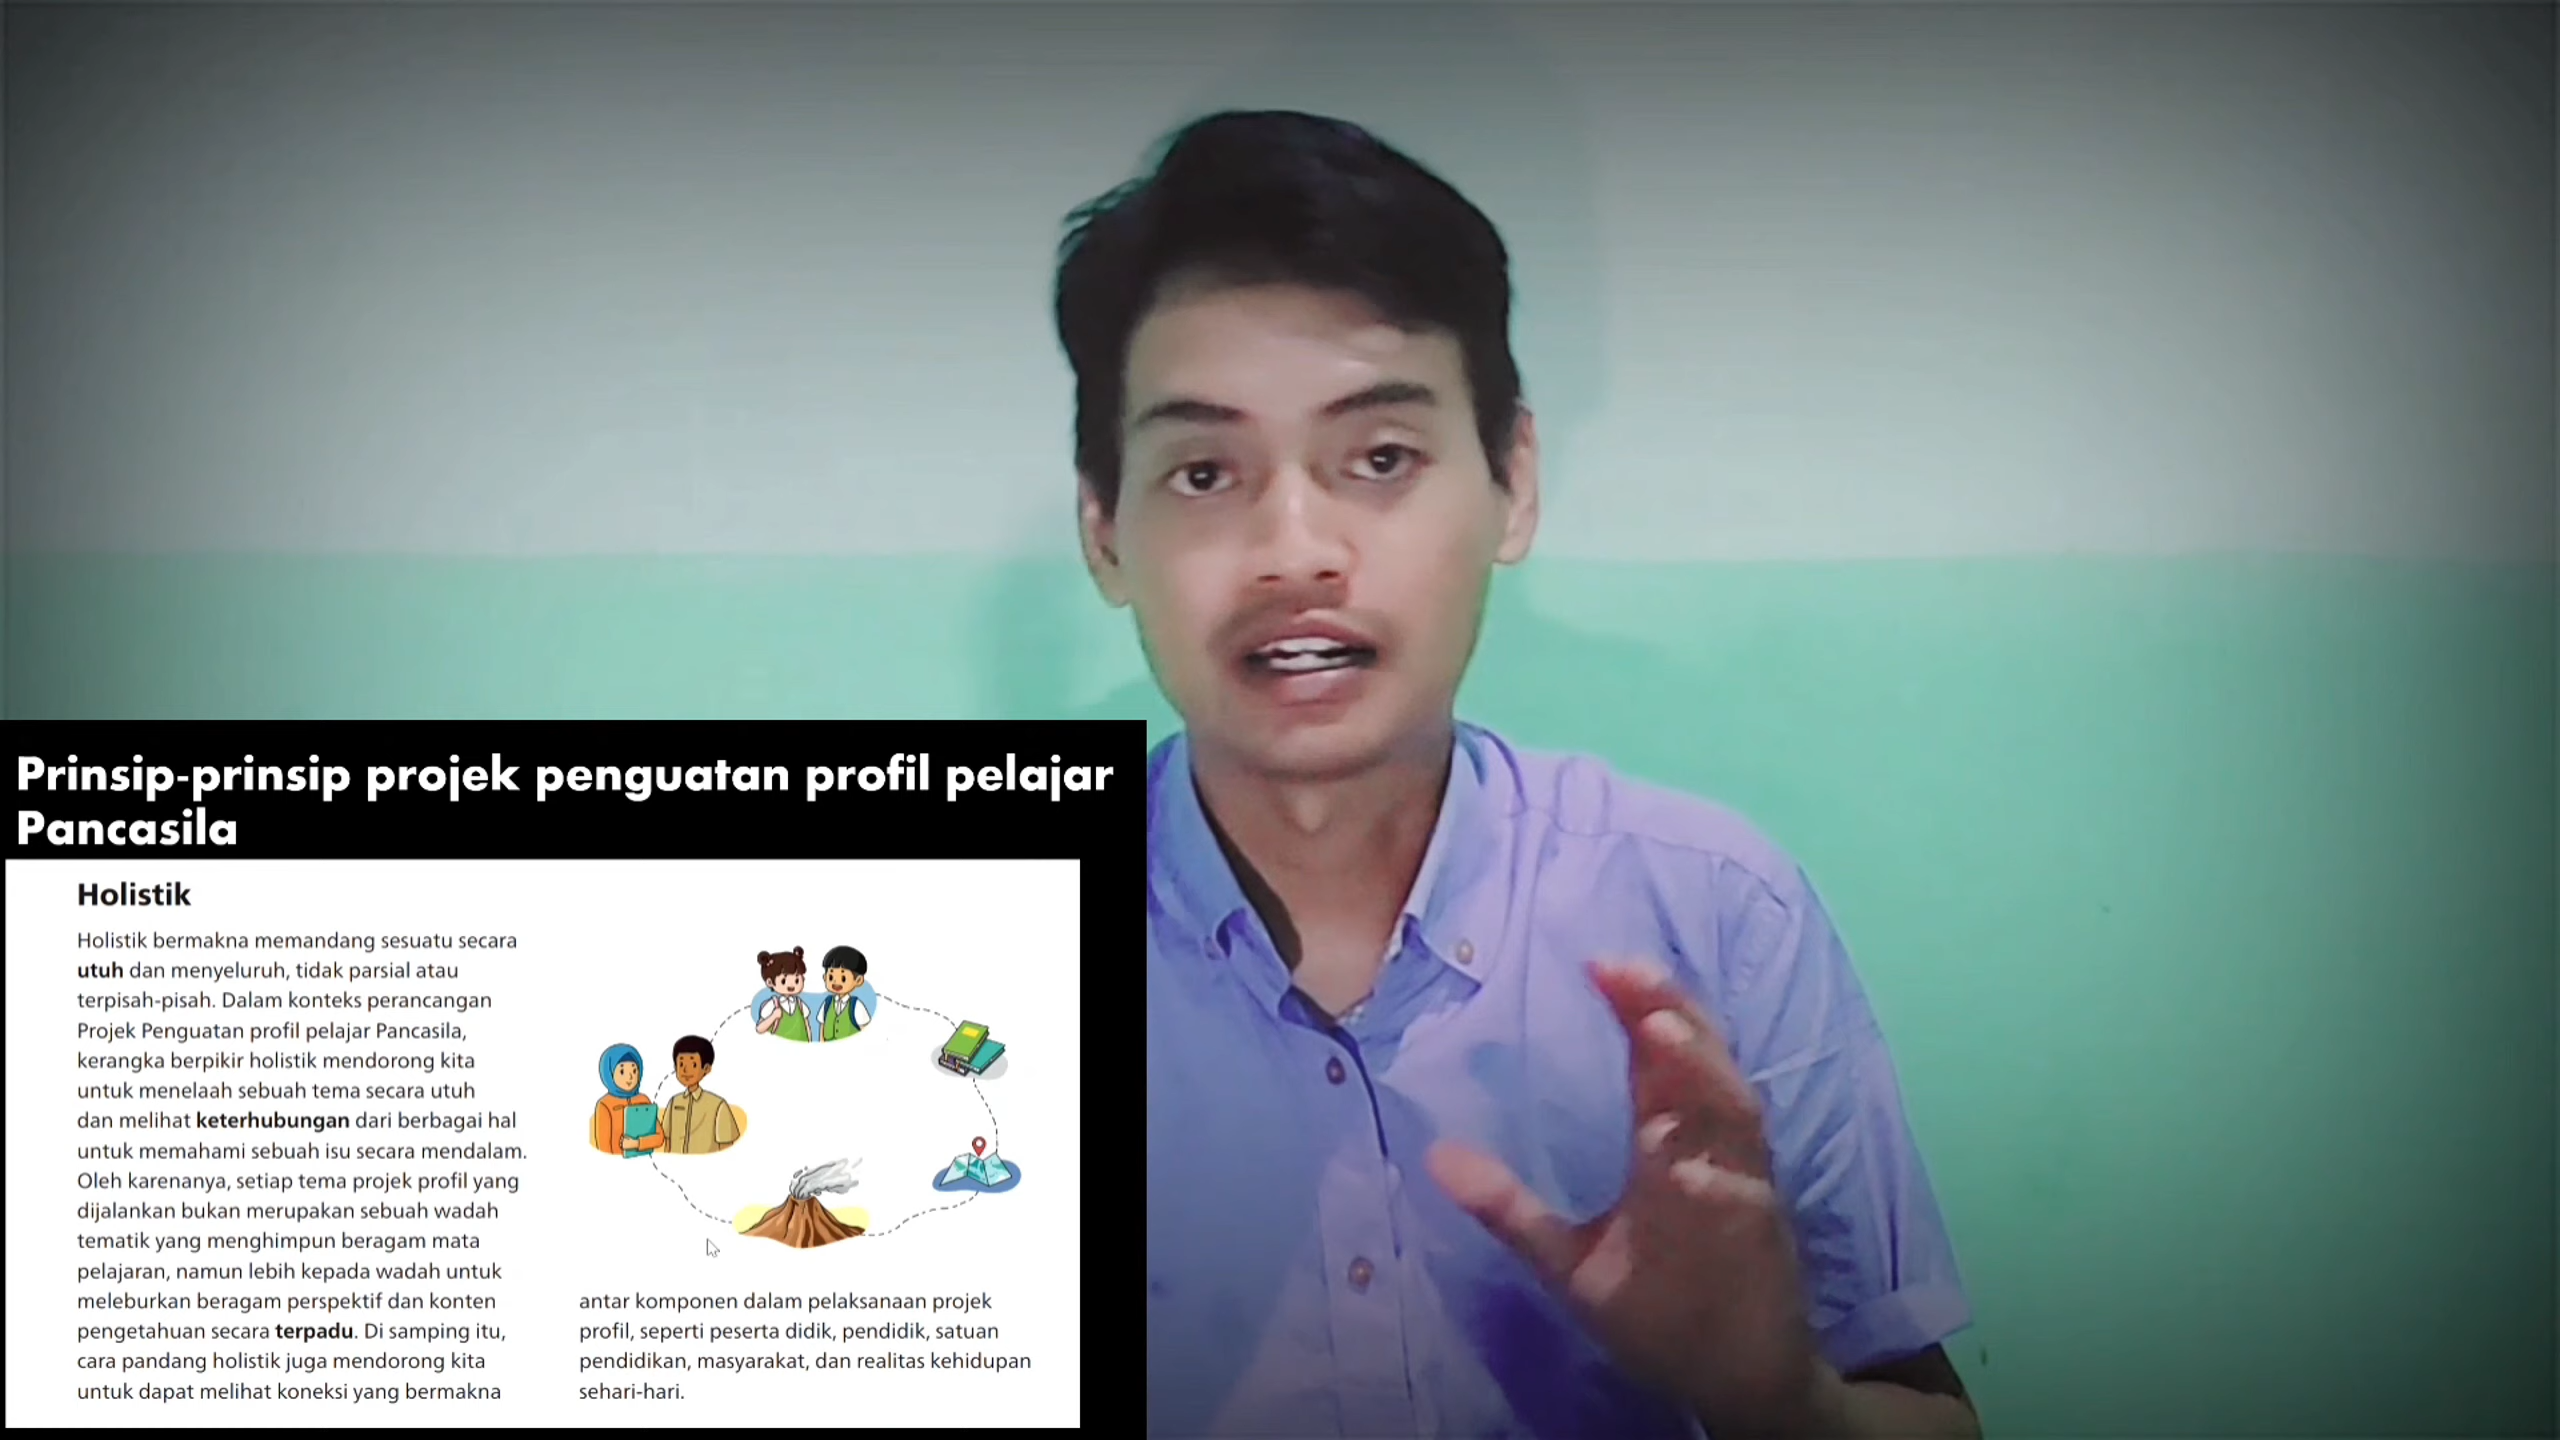 Prinsip-prinsip projek penguatan profil pelajar
Pancasila
Holistik
Holistik bermakna memandang sesuatu secara
utuh dan menyeluruh, tidak parsial atau
terpisah-pisah. Dalam konteks perancangan
Projek Penguatan profil pelajar Pancasila,
kerangka berpikir holistik mendorong kita
untuk menelaah sebuah tema secara utuh
dan melihat keterhubungan dari berbagai hal
untuk memahami sebuah isu secara mendalam.
Oleh karenanya, setiap tema projek profil yang
dijalankan bukan merupakan sebuah wadah
tematik yang menghimpun beragam mata
pelajaran, namun lebih kepada wadah untuk
meleburkan beragam perspektif dan konten
pengetahuan secara terpadu. Di samping itu,
cara pandang holistik juga mendorong kita
untuk dapat melihat koneksi yang bermakna
antar komponen dalam pelaksanaan projek
profil, seperti peserta didik, pendidik, satuan
pendidikan, masyarakat, dan realitas kehidupan
sehari-hari.